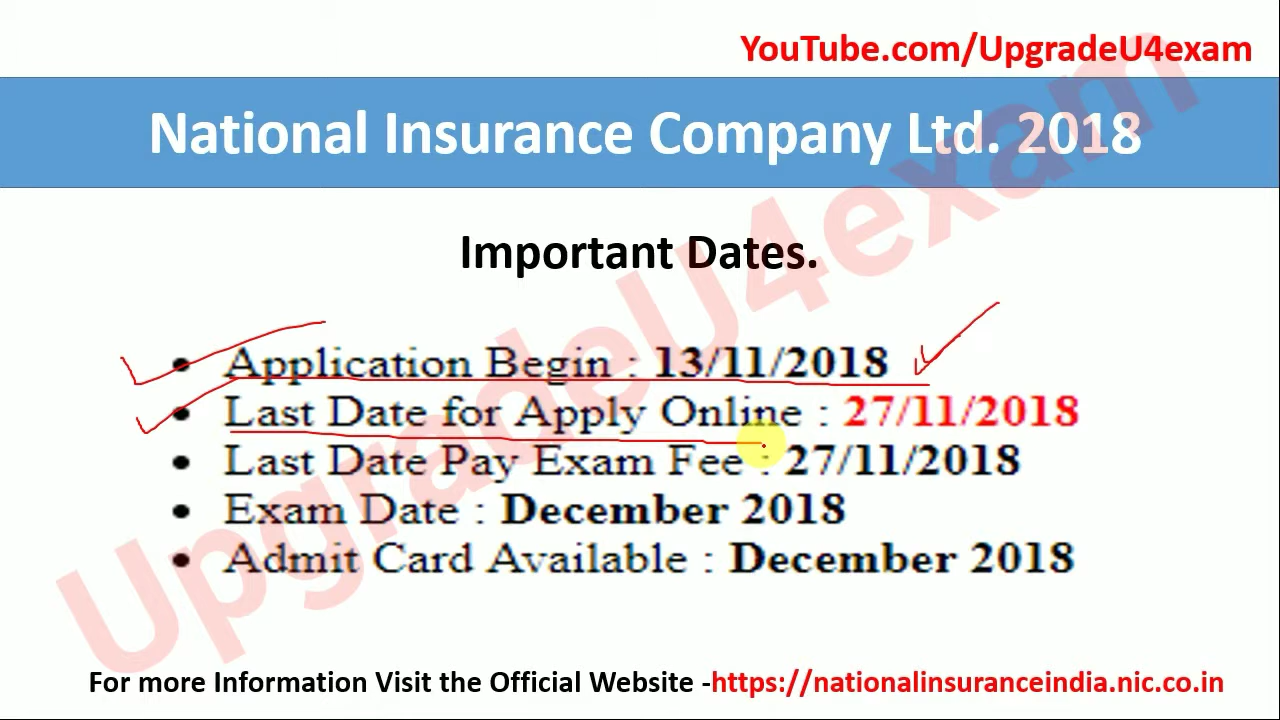 YouTube.com/UpgradeU4exam
National Insurance Company Ltd. 2018
Important Dates.
• Application Begin : 13/11/2018
• Last Date for Apply Online : 27/11/2018
• Last Date Pay Exam Fee : 27/11/2018
• Exam Date : December 2018
• Admit Card Available : December 2018
For more Information Visit the Official Website -https://nationalinsuranceindia.nic.co.in
UpgradeU4exam